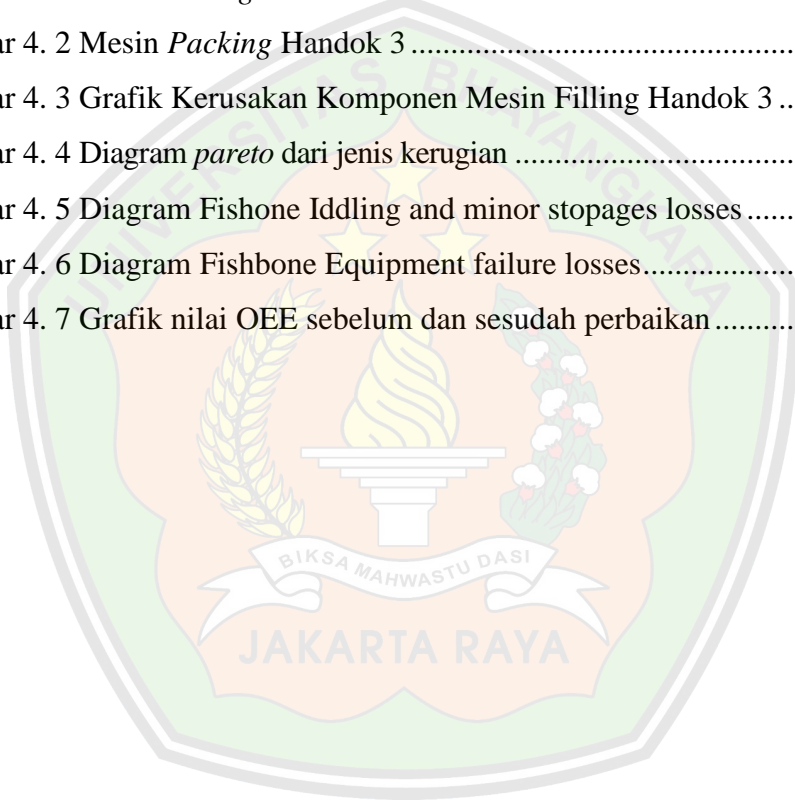 ar 4. 2 Mesin Packing Handok 3 ....................................................
ar 4. 3 Grafik Kerusakan Komponen Mesin Filling Handok 3 ..
ar 4. 4 Diagram pareto dari jenis kerugian .....................................
ar 4. 5 Diagram Fishone Iddling and minor stopages losses ......
ar 4. 6 Diagram Fishbone Equipment failure losses....................
ar 4. 7 Grafik nilai OEE sebelum dan sesudah perbaikan ..........
UNIVERSITAS BHAYANGKARA
BIKSA MAHWASTU DASI
JAKARTA RAYA